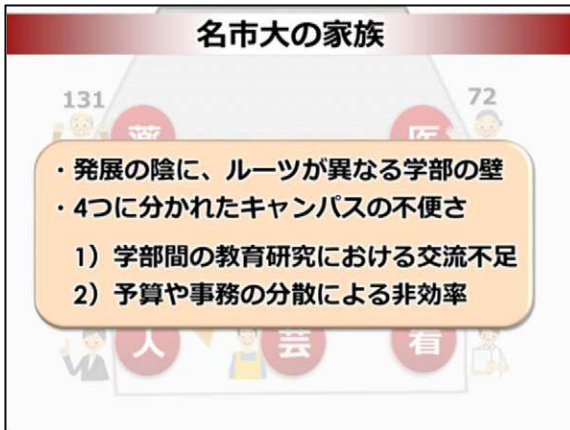 名市大の家族
131
72
薬
医
・発展の陰に、ルーツが異なる学部の壁
・4つに分かれたキャンパスの不便さ
1）学部間の教育研究における交流不足
2）予算や事務の分散による非効率
人
芸
看